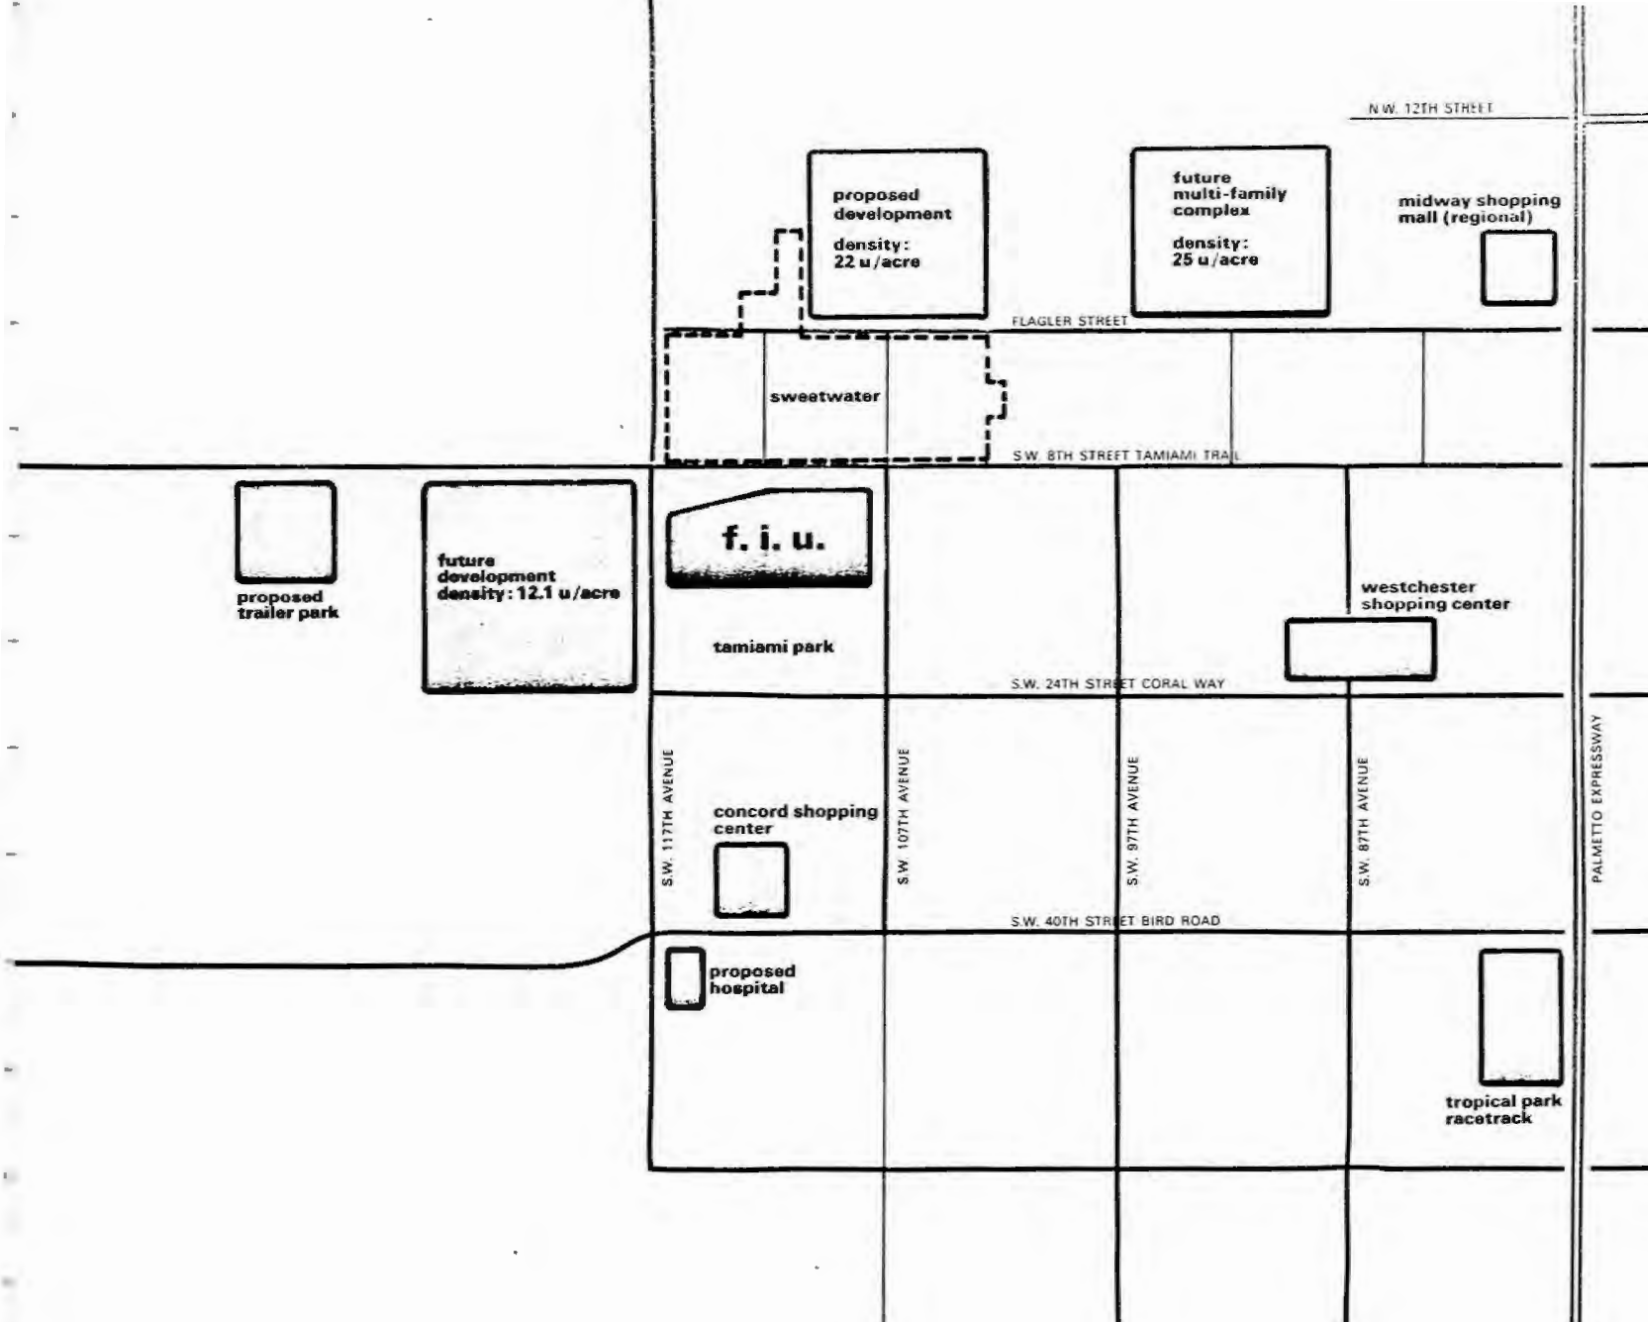 N.W. 12TH STREET
proposed
development
density:
22 u/acre
future
multi-family
complex
density:
25 u/acre
midway shopping
mall (regional)
FLAGLER STREET
sweetwater
S.W. 8TH STREET TAMIAMI TRAIL
f. i. u.
future
development
density: 12.1 u/acre
proposed
trailer park
westchester
shopping center
tamiami park
S.W. 24TH STREET CORAL WAY
S.W. 117TH AVENUE
S.W. 107TH AVENUE
S.W. 97TH AVENUE
S.W. 87TH AVENUE
PALMETTO EXPRESSWAY
concord shopping
center
S.W. 40TH STREET BIRD ROAD
proposed
hospital
tropical park
racetrack